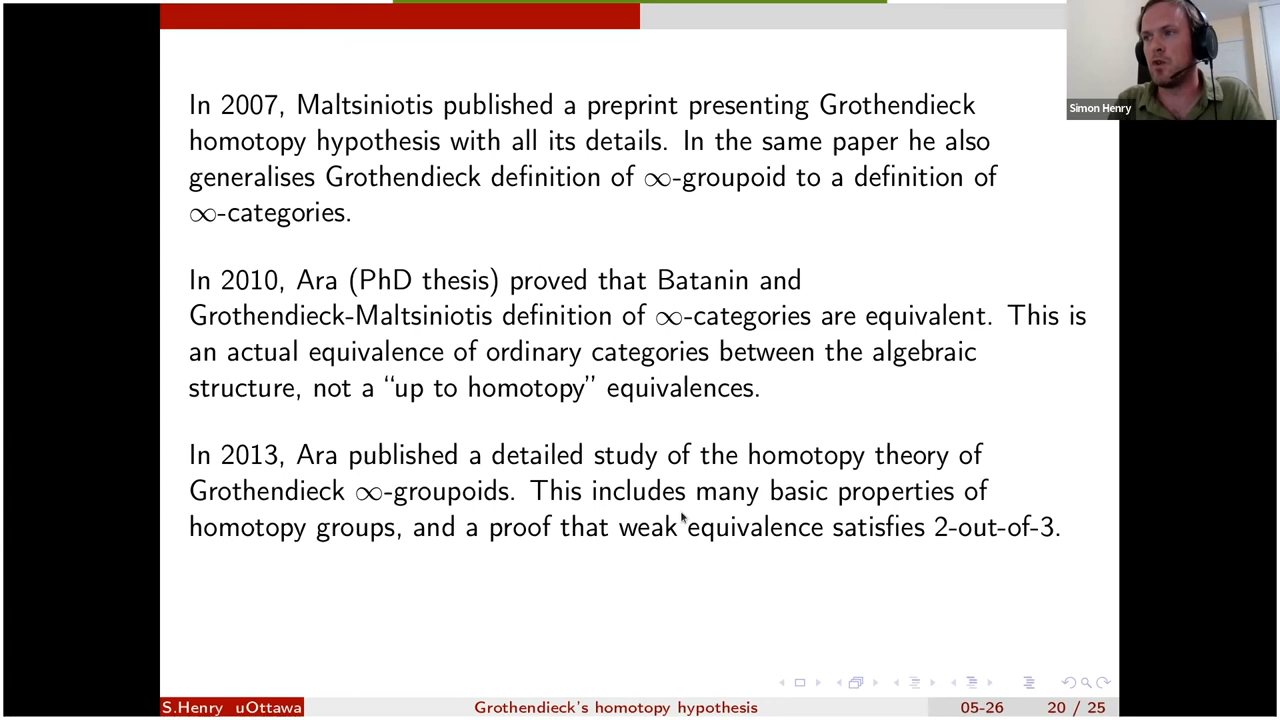 In 2007, Maltsiniotis published a preprint presenting Grothendieck
homotopy hypothesis with all its details. In the same paper he also
generalises Grothendieck definition of ∞-groupoid to a definition of
∞-categories.
In 2010, Ara (PhD thesis) proved that Batanin and
Grothendieck-Maltsiniotis definition of ∞-categories are equivalent. This is
an actual equivalence of ordinary categories between the algebraic
structure, not a “up to homotopy” equivalences.
In 2013, Ara published a detailed study of the homotopy theory of
Grothendieck ∞-groupoids. This includes many basic properties of
homotopy groups, and a proof that weak equivalence satisfies 2-out-of-3.
Simon Henry
S.Henry uOttawa Grothendieck's homotopy hypothesis 05-26 20 / 25